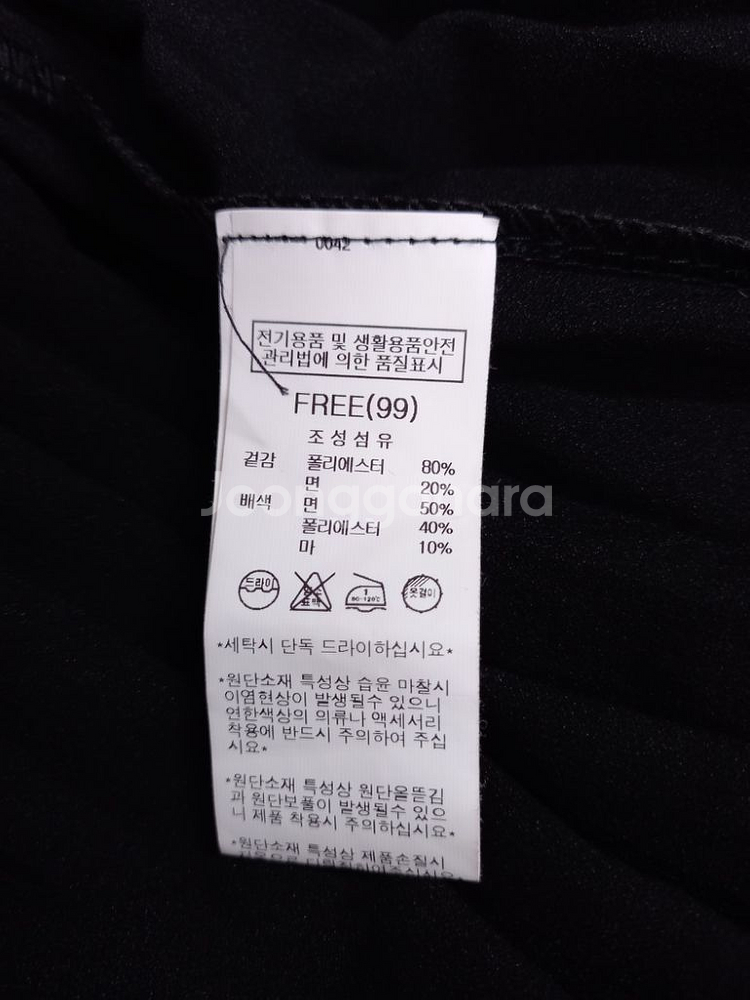 0042
전기용품 및 생활용품안전
관리법에 의한 품질표시
FREE(99)
조성섬유
겉감 폴리에스터 80%
면 20%
배색 면 50%
폴리에스터 40%
마 10%
joonggonara
드라이 염소 표백 1 80~120℃ 옷걸이
*세탁시 단독 드라이하십시요*
*원단소재 특성상 습윤 마찰시
이염현상이 발생될수 있으니
연한색상의 의류나 액세서리
착용에 반드시 주의하여 주십
시요*
*원단소재 특성상 원단올뜯김
과 원단보풀이 발생될수 있으
니 제품 착용시 주의하십시요*
*원단소재 특성상 제품손질시